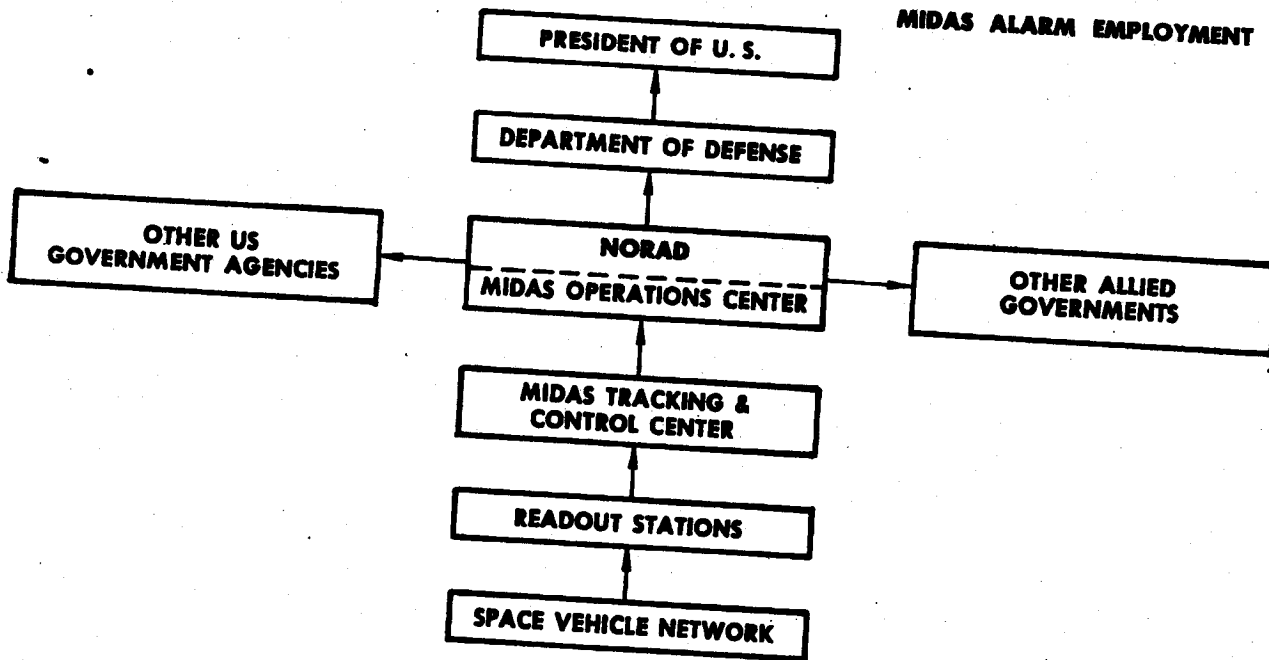 MIDAS ALARM EMPLOYMENT
PRESIDENT OF U. S.
DEPARTMENT OF DEFENSE
OTHER US
GOVERNMENT AGENCIES
NORAD
MIDAS OPERATIONS CENTER
OTHER ALLIED
GOVERNMENTS
MIDAS TRACKING &
CONTROL CENTER
READOUT STATIONS
SPACE VEHICLE NETWORK